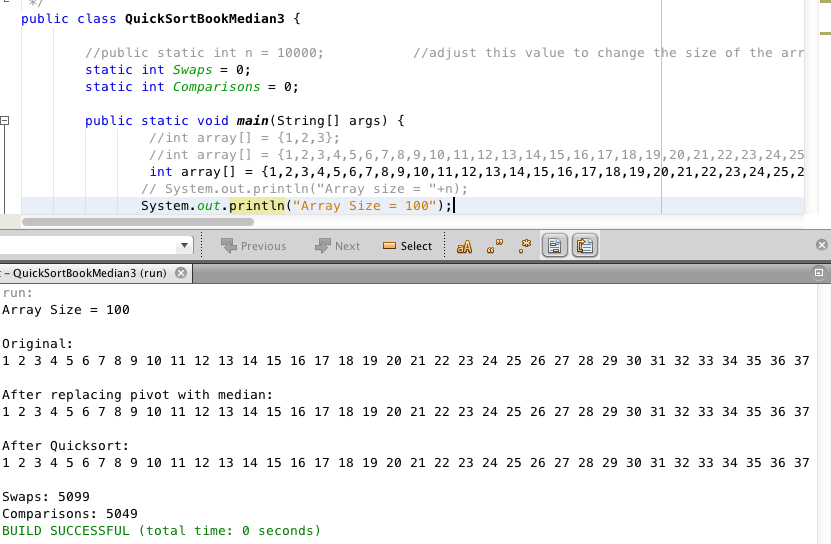 */
public class QuickSortBookMedian3 {
//public static int n = 10000; //adjust this value to change the size of the arr
static int Swaps = 0;
static int Comparisons = 0;
public static void main(String[] args) {
//int array[] = {1,2,3};
//int array[] = {1,2,3,4,5,6,7,8,9,10,11,12,13,14,15,16,17,18,19,20,21,22,23,24,25
int array[] = {1,2,3,4,5,6,7,8,9,10,11,12,13,14,15,16,17,18,19,20,21,22,23,24,25,2
// System.out.println("Array size = "+n);
System.out.println("Array Size = 100");
Previous Next Select aA “” .*
- QuickSortBookMedian3 (run)
run:
Array Size = 100
Original:
1 2 3 4 5 6 7 8 9 10 11 12 13 14 15 16 17 18 19 20 21 22 23 24 25 26 27 28 29 30 31 32 33 34 35 36 37
After replacing pivot with median:
1 2 3 4 5 6 7 8 9 10 11 12 13 14 15 16 17 18 19 20 21 22 23 24 25 26 27 28 29 30 31 32 33 34 35 36 37
After Quicksort:
1 2 3 4 5 6 7 8 9 10 11 12 13 14 15 16 17 18 19 20 21 22 23 24 25 26 27 28 29 30 31 32 33 34 35 36 37
Swaps: 5099
Comparisons: 5049
BUILD SUCCESSFUL (total time: 0 seconds)